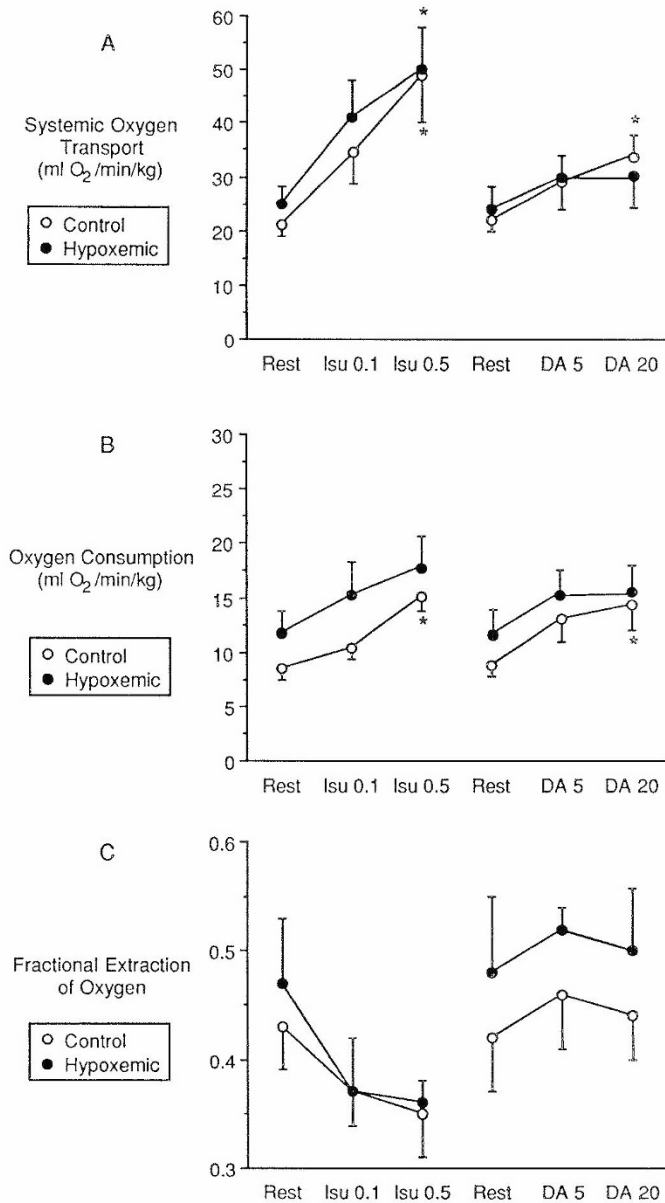 A
Systemic Oxygen
Transport
(ml O2/min/kg)
○ Control
● Hypoxemic
60
50
40
30
20
10
0
*
*
*
Rest Isu 0.1 Isu 0.5 Rest DA 5 DA 20
B
Oxygen Consumption
(ml O2/min/kg)
○ Control
● Hypoxemic
30
25
20
15
10
5
0
*
*
Rest Isu 0.1 Isu 0.5 Rest DA 5 DA 20
C
Fractional Extraction
of Oxygen
○ Control
● Hypoxemic
0.6
0.5
0.4
0.3
Rest Isu 0.1 Isu 0.5 Rest DA 5 DA 20